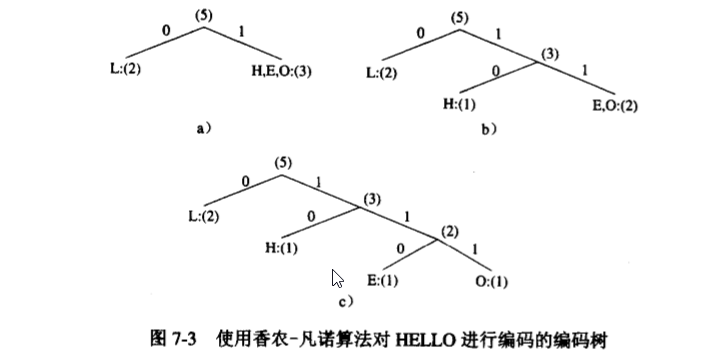 (5)
0 1
L:(2) H,E,O:(3)
a)
(5)
0 1
L:(2) (3)
0 1
H:(1) E,O:(2)
b)
(5)
0 1
L:(2) (3)
0 1
H:(1) (2)
0 1
E:(1) O:(1)
c)
图 7-3 使用香农-凡诺算法对 HELLO 进行编码的编码树